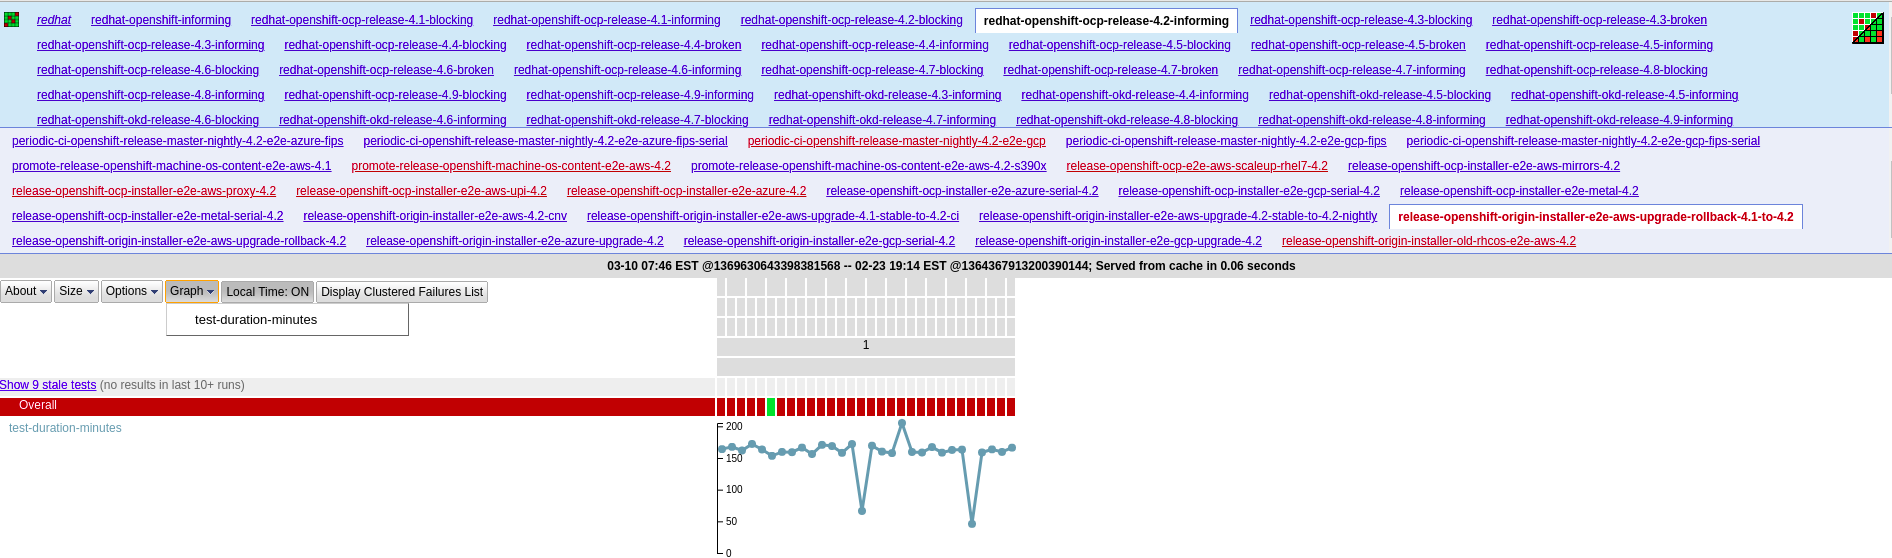 redhat redhat-openshift-informing redhat-openshift-ocp-release-4.1-blocking redhat-openshift-ocp-release-4.1-informing redhat-openshift-ocp-release-4.2-blocking redhat-openshift-ocp-release-4.2-informing redhat-openshift-ocp-release-4.3-blocking redhat-openshift-ocp-release-4.3-broken
redhat-openshift-ocp-release-4.3-informing redhat-openshift-ocp-release-4.4-blocking redhat-openshift-ocp-release-4.4-broken redhat-openshift-ocp-release-4.4-informing redhat-openshift-ocp-release-4.5-blocking redhat-openshift-ocp-release-4.5-broken redhat-openshift-ocp-release-4.5-informing
redhat-openshift-ocp-release-4.6-blocking redhat-openshift-ocp-release-4.6-broken redhat-openshift-ocp-release-4.6-informing redhat-openshift-ocp-release-4.7-blocking redhat-openshift-ocp-release-4.7-broken redhat-openshift-ocp-release-4.7-informing redhat-openshift-ocp-release-4.8-blocking
redhat-openshift-ocp-release-4.8-informing redhat-openshift-ocp-release-4.9-blocking redhat-openshift-ocp-release-4.9-informing redhat-openshift-okd-release-4.3-informing redhat-openshift-okd-release-4.4-informing redhat-openshift-okd-release-4.5-blocking redhat-openshift-okd-release-4.5-informing
redhat-openshift-okd-release-4.6-blocking redhat-openshift-okd-release-4.6-informing redhat-openshift-okd-release-4.7-blocking redhat-openshift-okd-release-4.7-informing redhat-openshift-okd-release-4.8-blocking redhat-openshift-okd-release-4.8-informing redhat-openshift-okd-release-4.9-informing
periodic-ci-openshift-release-master-nightly-4.2-e2e-azure-fips periodic-ci-openshift-release-master-nightly-4.2-e2e-azure-fips-serial periodic-ci-openshift-release-master-nightly-4.2-e2e-gcp periodic-ci-openshift-release-master-nightly-4.2-e2e-gcp-fips periodic-ci-openshift-release-master-nightly-4.2-e2e-gcp-fips-serial
promote-release-openshift-machine-os-content-e2e-aws-4.1 promote-release-openshift-machine-os-content-e2e-aws-4.2 promote-release-openshift-machine-os-content-e2e-aws-4.2-s390x release-openshift-ocp-e2e-aws-scaleup-rhel7-4.2 release-openshift-ocp-installer-e2e-aws-mirrors-4.2
release-openshift-ocp-installer-e2e-aws-proxy-4.2 release-openshift-ocp-installer-e2e-aws-upi-4.2 release-openshift-ocp-installer-e2e-azure-4.2 release-openshift-ocp-installer-e2e-azure-serial-4.2 release-openshift-ocp-installer-e2e-gcp-serial-4.2 release-openshift-ocp-installer-e2e-metal-4.2
release-openshift-ocp-installer-e2e-metal-serial-4.2 release-openshift-origin-installer-e2e-aws-4.2-cnv release-openshift-origin-installer-e2e-aws-upgrade-4.1-stable-to-4.2-ci release-openshift-origin-installer-e2e-aws-upgrade-4.2-stable-to-4.2-nightly release-openshift-origin-installer-e2e-aws-upgrade-rollback-4.1-to-4.2
release-openshift-origin-installer-e2e-aws-upgrade-rollback-4.2 release-openshift-origin-installer-e2e-azure-upgrade-4.2 release-openshift-origin-installer-e2e-gcp-serial-4.2 release-openshift-origin-installer-e2e-gcp-upgrade-4.2 release-openshift-origin-installer-old-rhcos-e2e-aws-4.2
03-10 07:46 EST @1369630643398381568 -- 02-23 19:14 EST @1364367913200390144; Served from cache in 0.06 seconds
About Size Options Graph Local Time: ON Display Clustered Failures List
test-duration-minutes
1
Show 9 stale tests (no results in last 10+ runs)
Overall
test-duration-minutes
200
150
100
50
0